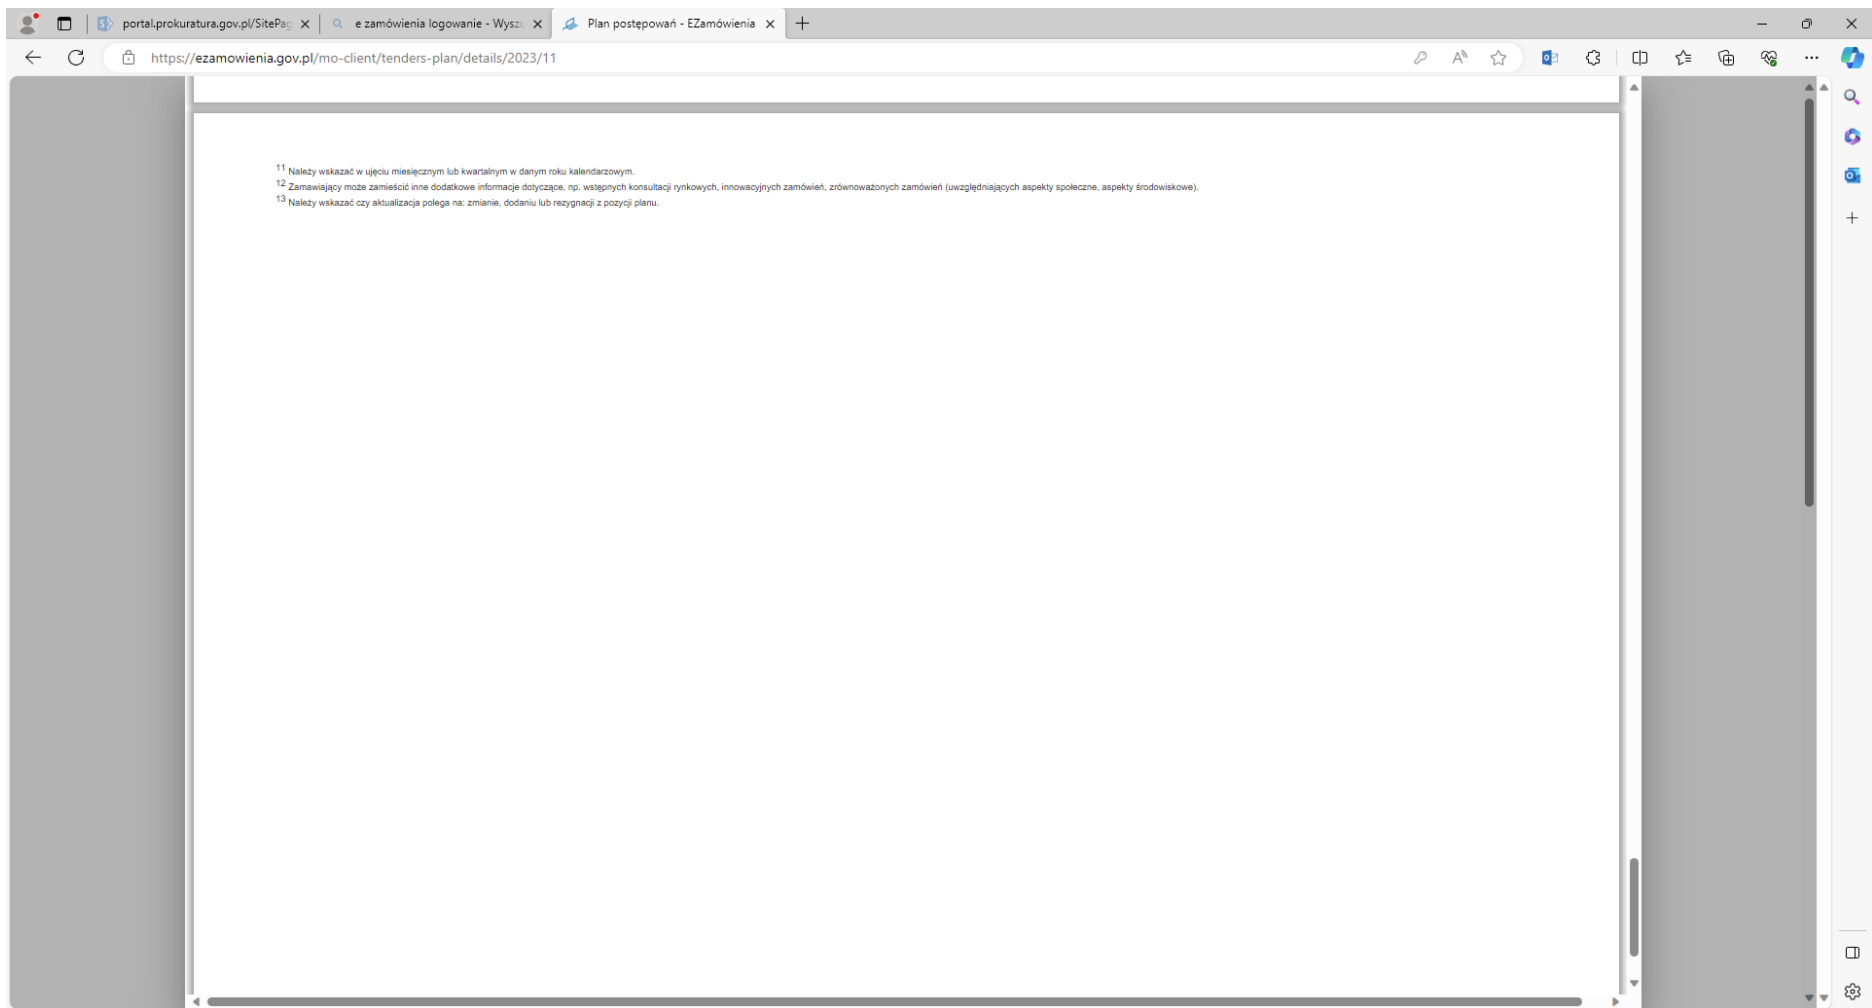 portal.prokuratura.gov.pl/SitePag
e zamówienia logowanie - Wysz
Plan postępowań - EZamówienia
https://ezamowienia.gov.pl/mo-client/tenders-plan/details/2023/11
11 Należy wskazać w ujęciu miesięcznym lub kwartalnym w danym roku kalendarzowym.
12 Zamawiający może zamieścić inne dodatkowe informacje dotyczące, np. wstępnych konsultacji rynkowych, innowacyjnych zamówień, zrównoważonych zamówień (uwzględniających aspekty społeczne, aspekty środowiskowe).
13 Należy wskazać czy aktualizacja polega na: zmianie, dodaniu lub rezygnacji z pozycji planu.